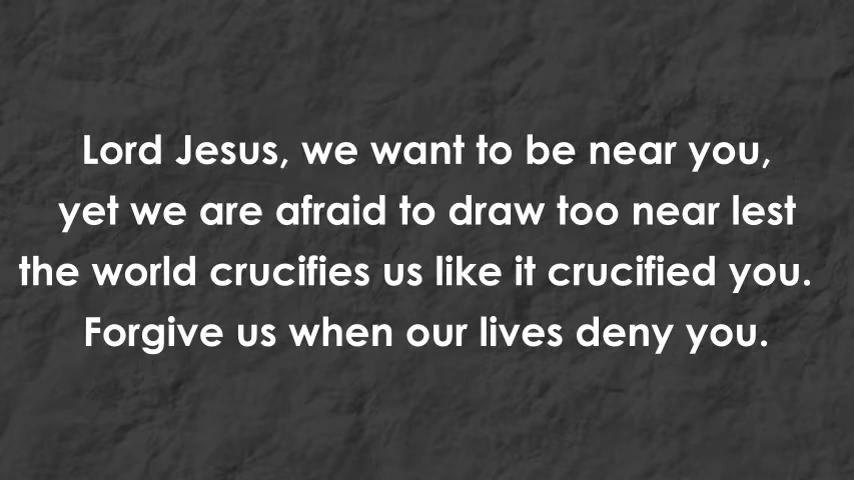 Lord Jesus, we want to be near you,
yet we are afraid to draw too near lest
the world crucifies us like it crucified you.
Forgive us when our lives deny you.